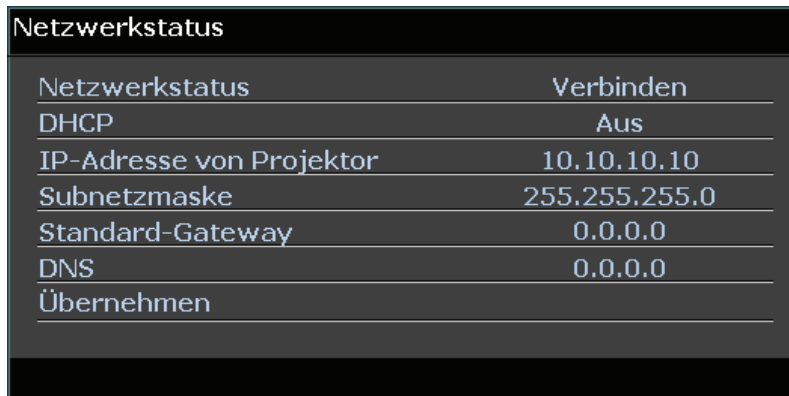 Netzwerkstatus
Netzwerkstatus Verbinden
DHCP Aus
IP-Adresse von Projektor 10.10.10.10
Subnetzmaske 255.255.255.0
Standard-Gateway 0.0.0.0
DNS 0.0.0.0
Übernehmen